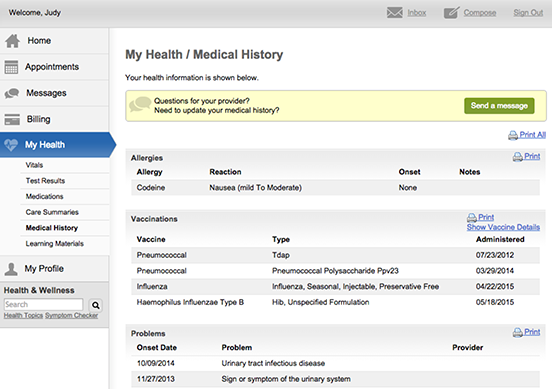 Welcome, Judy
Inbox
Compose
Sign Out
Home
Appointments
Messages
Billing
My Health
Vitals
Test Results
Medications
Care Summaries
Medical History
Learning Materials
My Profile
Health & Wellness
Search
Health Topics Symptom Checker
My Health / Medical History
Your health information is shown below.
Questions for your provider?
Need to update your medical history?
Send a message
Print All
Allergies
Print
Allergy Reaction Onset Notes
Codeine Nausea (mild To Moderate) None
Vaccinations
Print
Show Vaccine Details
Vaccine Type Administered
Pneumococcal Tdap 07/23/2012
Pneumococcal Pneumococcal Polysaccharide Ppv23 03/29/2014
Influenza Influenza, Seasonal, Injectable, Preservative Free 04/22/2015
Haemophilus Influenzae Type B Hib, Unspecified Formulation 05/18/2015
Problems
Print
Onset Date Problem Provider
10/09/2014 Urinary tract infectious disease
11/27/2013 Sign or symptom of the urinary system